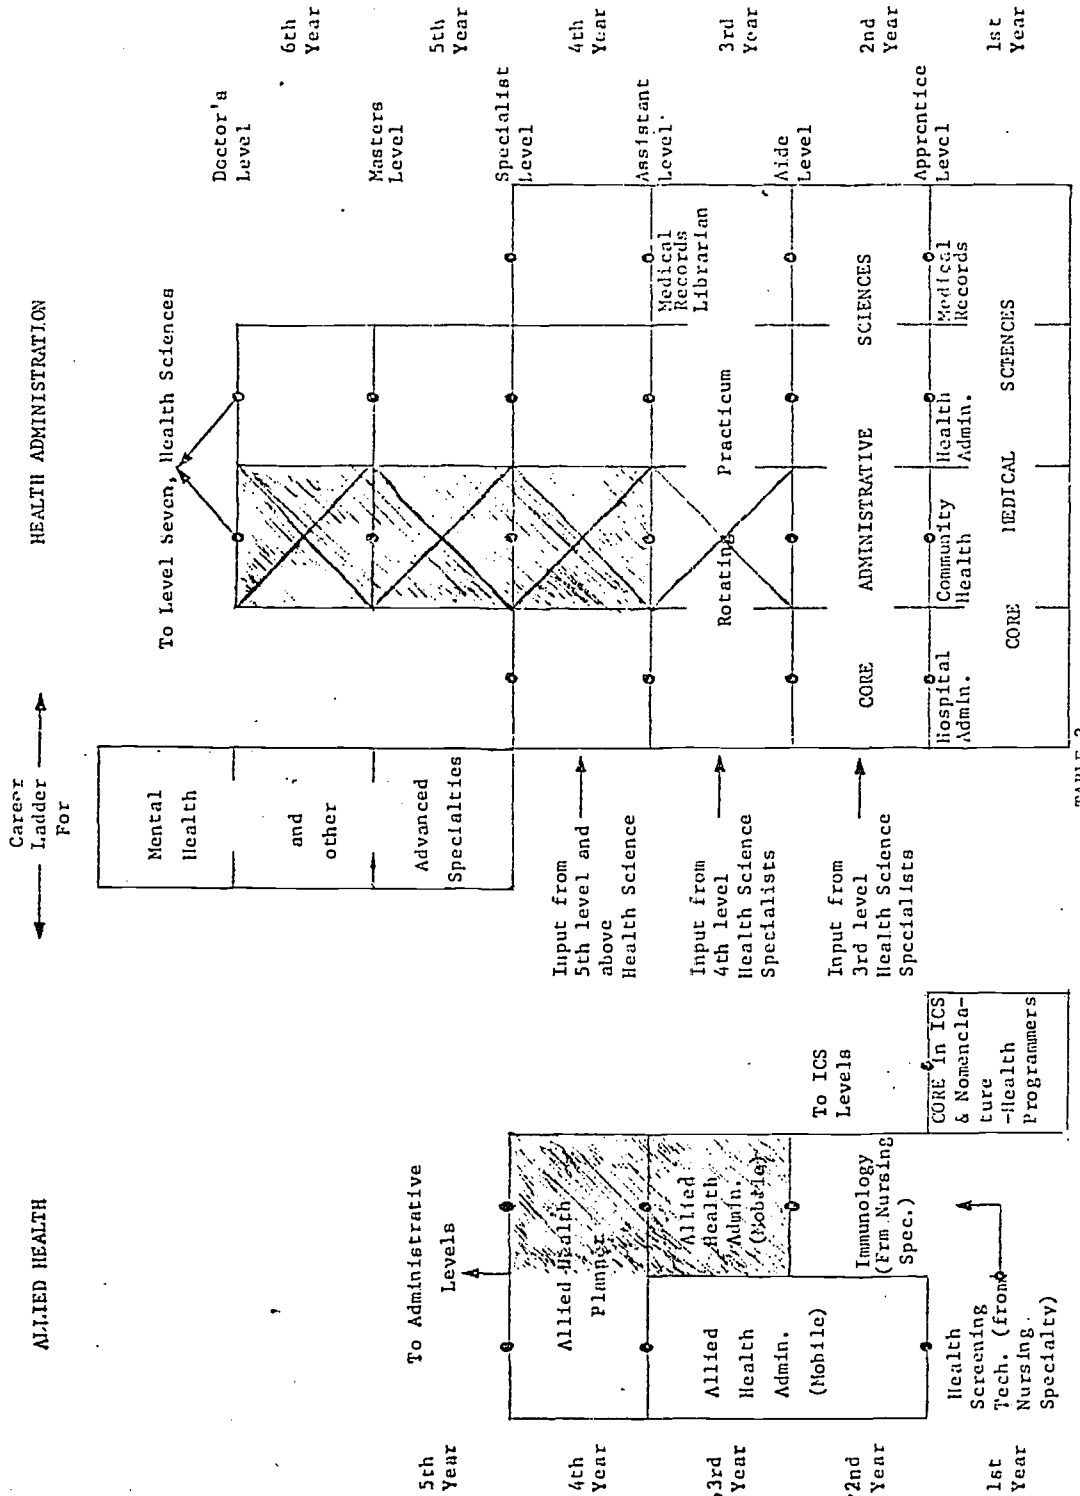 ALLIED HEALTH
Career
Ladder
For
HEALTH ADMINISTRATION
5th
Year
4th
Year
3rd
Year
2nd
Year
1st
Year
To Administrative
Levels
Allied Health
Planner
Allied
Health
Admin.
(Mobile)
Allied
Health
Admin.
(Mobile)
Immunology
(Frm Nursing
Spec.)
Health
Screening
Tech. (from
Nursing
Specialty)
To ICS
Levels
CORE in ICS
& Nomencla-
ture
-Health
Programmers
Mental
Health
and
other
Advanced
Specialties
Input from
5th level and
above
Health Science
Input from
4th level
Health Science
Specialists
Input from
3rd level
Health Science
Specialists
To Level Seven, Health Sciences
Rotating Practicum
Medical
Records
Librarian
CORE ADMINISTRATIVE SCIENCES
Hospital
Admin.
Community
Health
Health
Admin.
Medical
Records
CORE MEDICAL SCIENCES
Doctor's
Level
Masters
Level
Specialist
Level
Assistant
Level
Aide
Level
Apprentice
Level
6th
Year
5th
Year
4th
Year
3rd
Year
2nd
Year
1st
Year